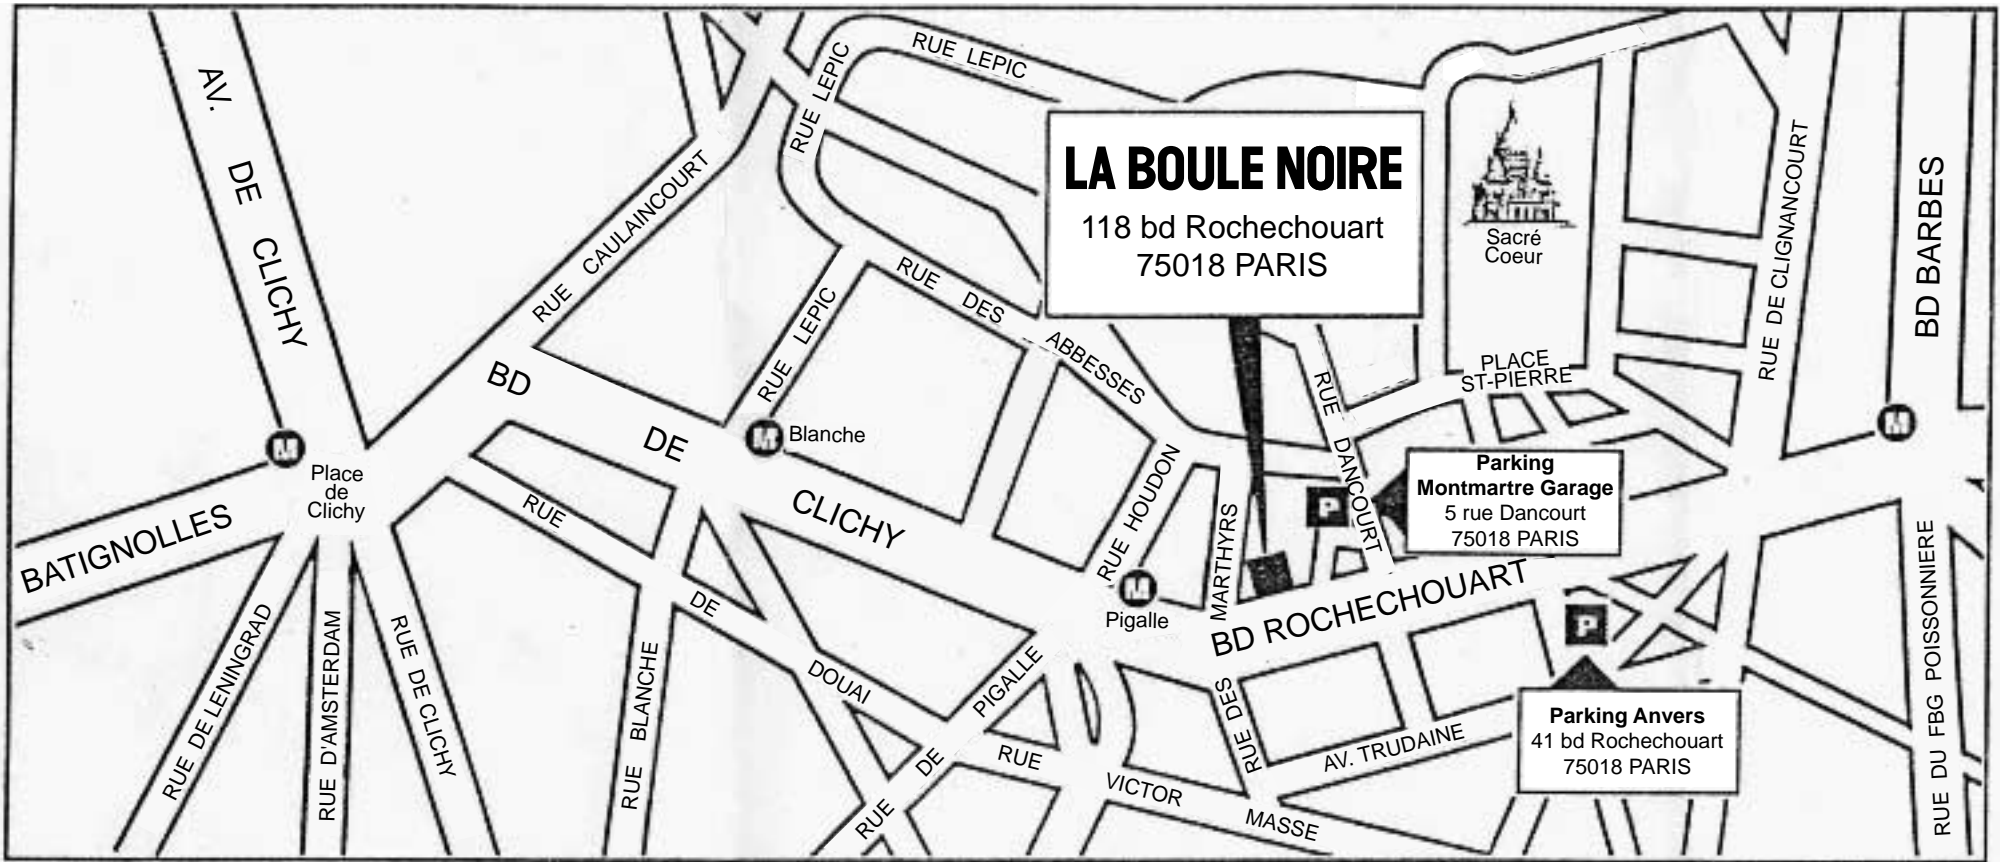 AV. DE CLICHY
RUE LEPIC
RUE LEPIC
RUE CAULAINCOURT
LA BOULE NOIRE
118 bd Rochechouart
75018 PARIS
Sacré
Coeur
RUE DE CLIGNANCOURT
BD BARBES
RUE LEPIC
RUE DES ABBESSES
PLACE
ST-PIERRE
BD DE CLICHY
M
M
Blanche
M
Place
de
Clichy
BATIGNOLLES
RUE DE DOUAI
RUE HOUDON
RUE DES MARTHYRS
RUE DANCOURT
P
Parking
Montmartre Garage
5 rue Dancourt
75018 PARIS
M
Pigalle
BD ROCHECHOUART
P
Parking Anvers
41 bd Rochechouart
75018 PARIS
RUE DE LENINGRAD
RUE D'AMSTERDAM
RUE DE CLICHY
RUE BLANCHE
RUE DE PIGALLE
RUE VICTOR MASSE
AV. TRUDAINE
RUE DU FBG POISSONNIERE